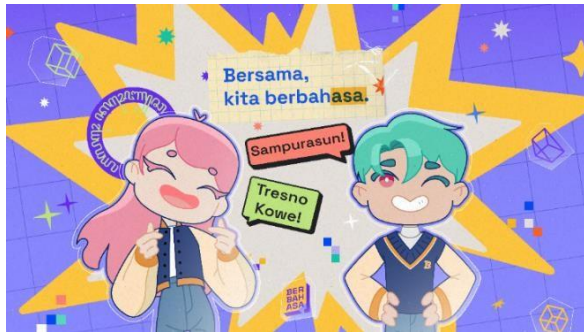 Bersama,
kita berbahasa.
Sampurasun!
Tresno
Kowe!
B
BER
BAH
ASA